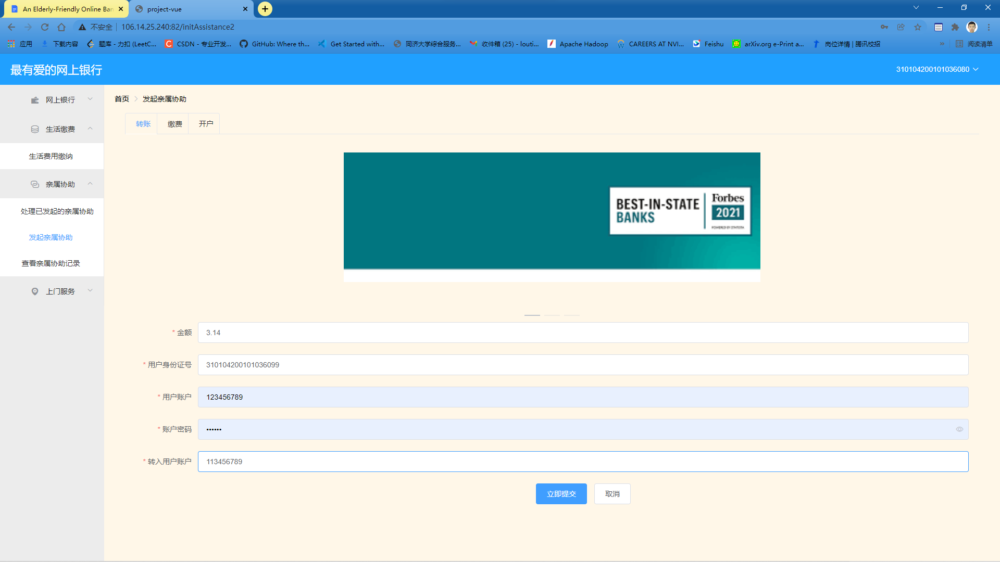 An Elderly-Friendly Online Ban
project-vue
不安全
106.14.25.240:82/initAssistance2
应用
下载内容
题库 - 力扣 (LeetC...
CSDN - 专业开发...
GitHub: Where th...
Get Started with...
同济大学综合服务...
收件箱 (25) - louti...
Apache Hadoop
CAREERS AT NVI...
Feishu
arXiv.org e-Print a...
岗位详情 | 腾讯校招
»
阅读清单
最有爱的网上银行
310104200101036080
网上银行
生活缴费
生活费用缴纳
亲属协助
处理已发起的亲属协助
发起亲属协助
查看亲属协助记录
上门服务
首页
发起亲属协助
转账
缴费
开户
BEST-IN-STATE
BANKS
Forbes
2021
POWERED BY STATISTA
* 金额
3.14
* 用户身份证号
310104200101036099
* 用户账户
123456789
* 账户密码
••••••
* 转入用户账户
113456789
立即提交
取消